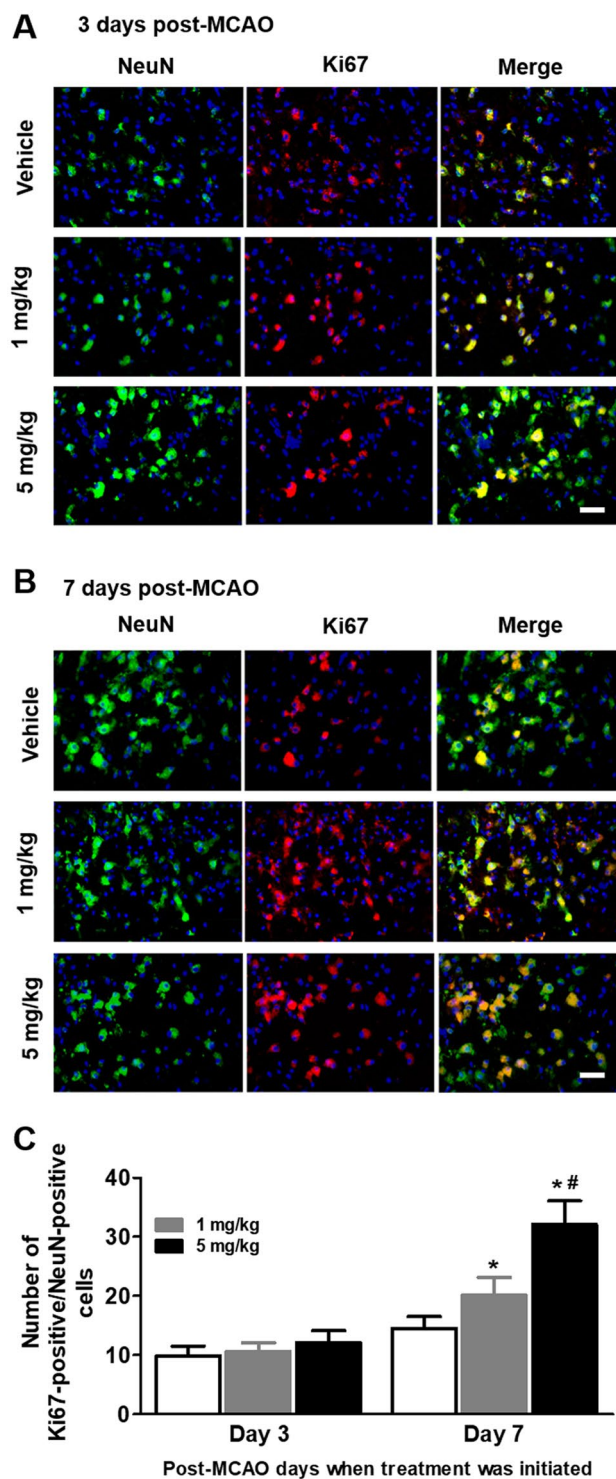 A 3 days post-MCAO
NeuN Ki67 Merge
Vehicle
1 mg/kg
5 mg/kg
B 7 days post-MCAO
NeuN Ki67 Merge
Vehicle
1 mg/kg
5 mg/kg
C
Number of
Ki67-positive/NeuN-positive
cells
40
30
20
10
0
1 mg/kg
5 mg/kg
*
* #
Day 3 Day 7
Post-MCAO days when treatment was initiated